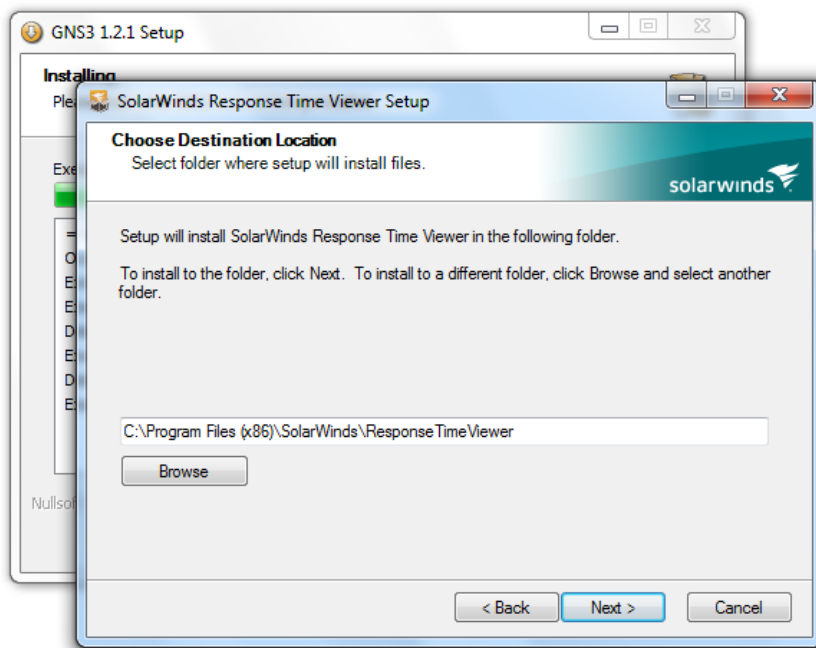 GNS3 1.2.1 Setup
Installing
SolarWinds Response Time Viewer Setup
Choose Destination Location
Select folder where setup will install files.
solarwinds
Setup will install SolarWinds Response Time Viewer in the following folder.
To install to the folder, click Next. To install to a different folder, click Browse and select another
folder.
C:\Program Files (x86)\SolarWinds\ResponseTimeViewer
Browse
< Back
Next >
Cancel